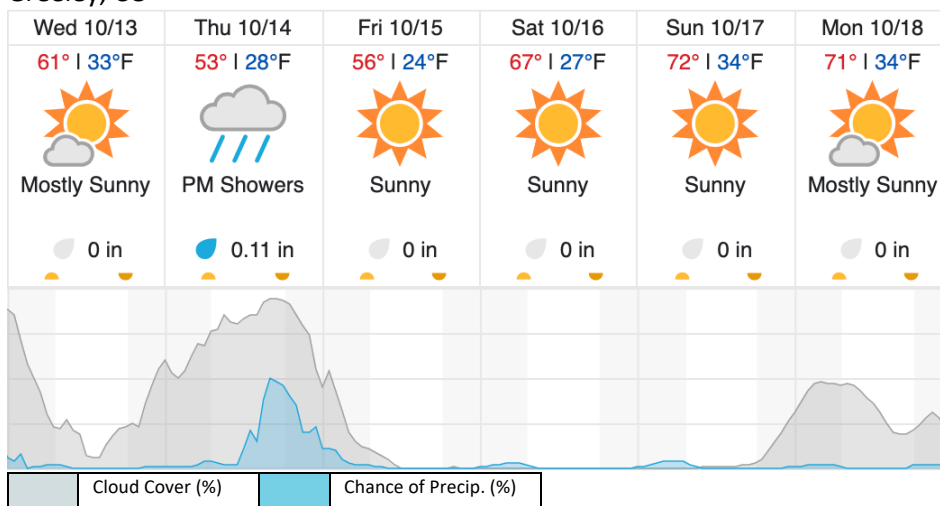 Wed 10/13 Thu 10/14 Fri 10/15 Sat 10/16 Sun 10/17 Mon 10/18
61° | 33°F 53° | 28°F 56° | 24°F 67° | 27°F 72° | 34°F 71° | 34°F
Mostly Sunny PM Showers Sunny Sunny Sunny Mostly Sunny
0 in 0.11 in 0 in 0 in 0 in 0 in
Cloud Cover (%) Chance of Precip. (%)